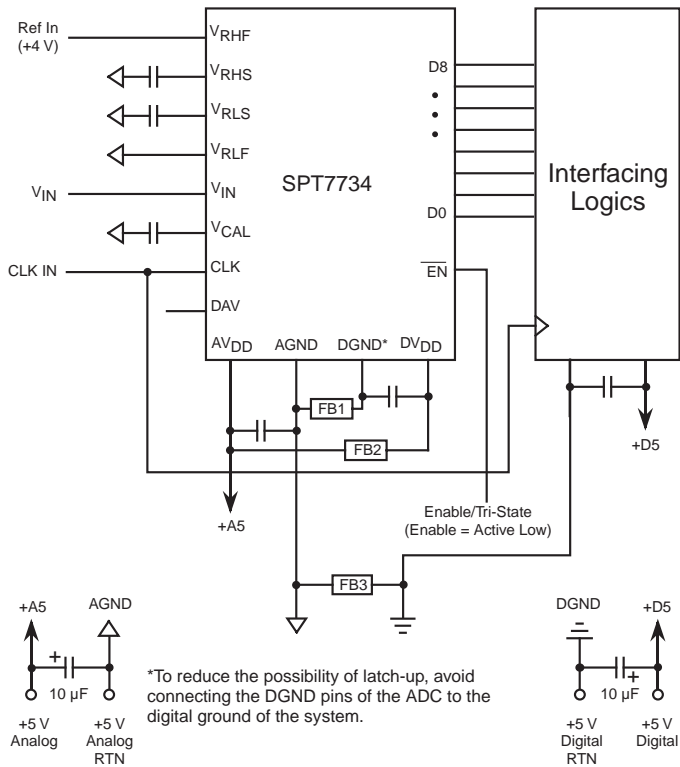 Ref In
(+4 V)
VRHF
VRHS
VRLS
VRLF
VIN
VIN
VCAL
CLK IN
CLK
DAV
AVDD
AGND
DGND*
DVDD
SPT7734
D8
D0
EN
Interfacing
Logics
FB1
FB2
+A5
Enable/Tri-State
(Enable = Active Low)
+D5
FB3
+A5
AGND
+
10 µF
+5 V
Analog
+5 V
Analog
RTN
*To reduce the possibility of latch-up, avoid
connecting the DGND pins of the ADC to the
digital ground of the system.
DGND
+D5
10 µF
+
+5 V
Digital
RTN
+5 V
Digital